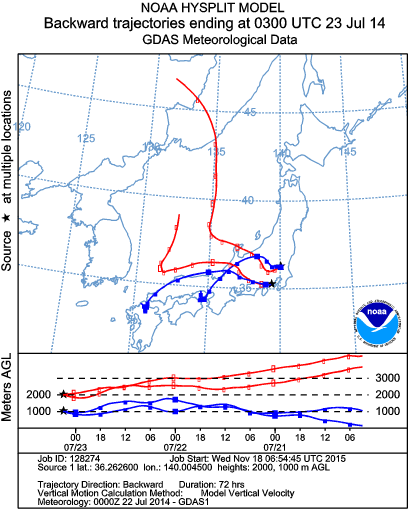 NOAA HYSPLIT MODEL
Backward trajectories ending at 0300 UTC 23 Jul 14
GDAS Meteorological Data
Source ★ at multiple locations
120 125 130 135 140 145
45
40
35
noaa
Meters AGL
2000
1000
3000
2000
1000
00 18 12 06 00 18 12 06 00 18 12 06
07/23 07/22 07/21
Job ID: 128274 Job Start: Wed Nov 18 06:54:45 UTC 2015
Source 1 lat.: 36.262600 lon.: 140.004500 heights: 2000, 1000 m AGL
Trajectory Direction: Backward Duration: 72 hrs
Vertical Motion Calculation Method: Model Vertical Velocity
Meteorology: 0000Z 22 Jul 2014 - GDAS1